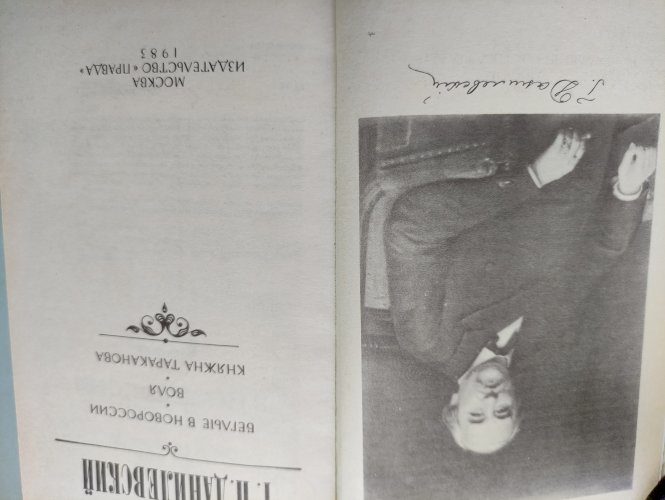 Г. Данилевский
Г. П. ДАНИЛЕВСКИЙ
БЕГЛЫЕ В НОВОРОССИИ
•
ВОЛЯ
•
КНЯЖНА ТАРАКАНОВА
МОСКВА
ИЗДАТЕЛЬСТВО «ПРАВДА»
1983